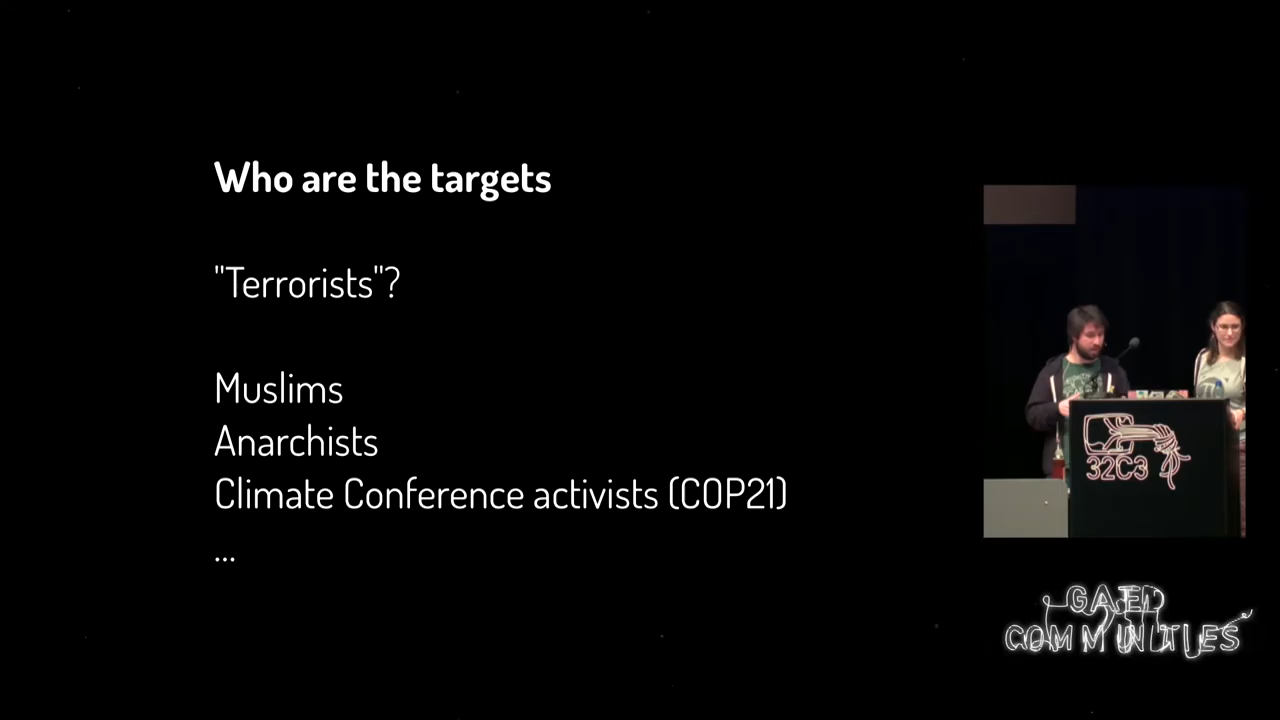 Who are the targets
"Terrorists"?
Muslims
Anarchists
Climate Conference activists (COP21)
...
32C3
GATED
COMMUNITIES